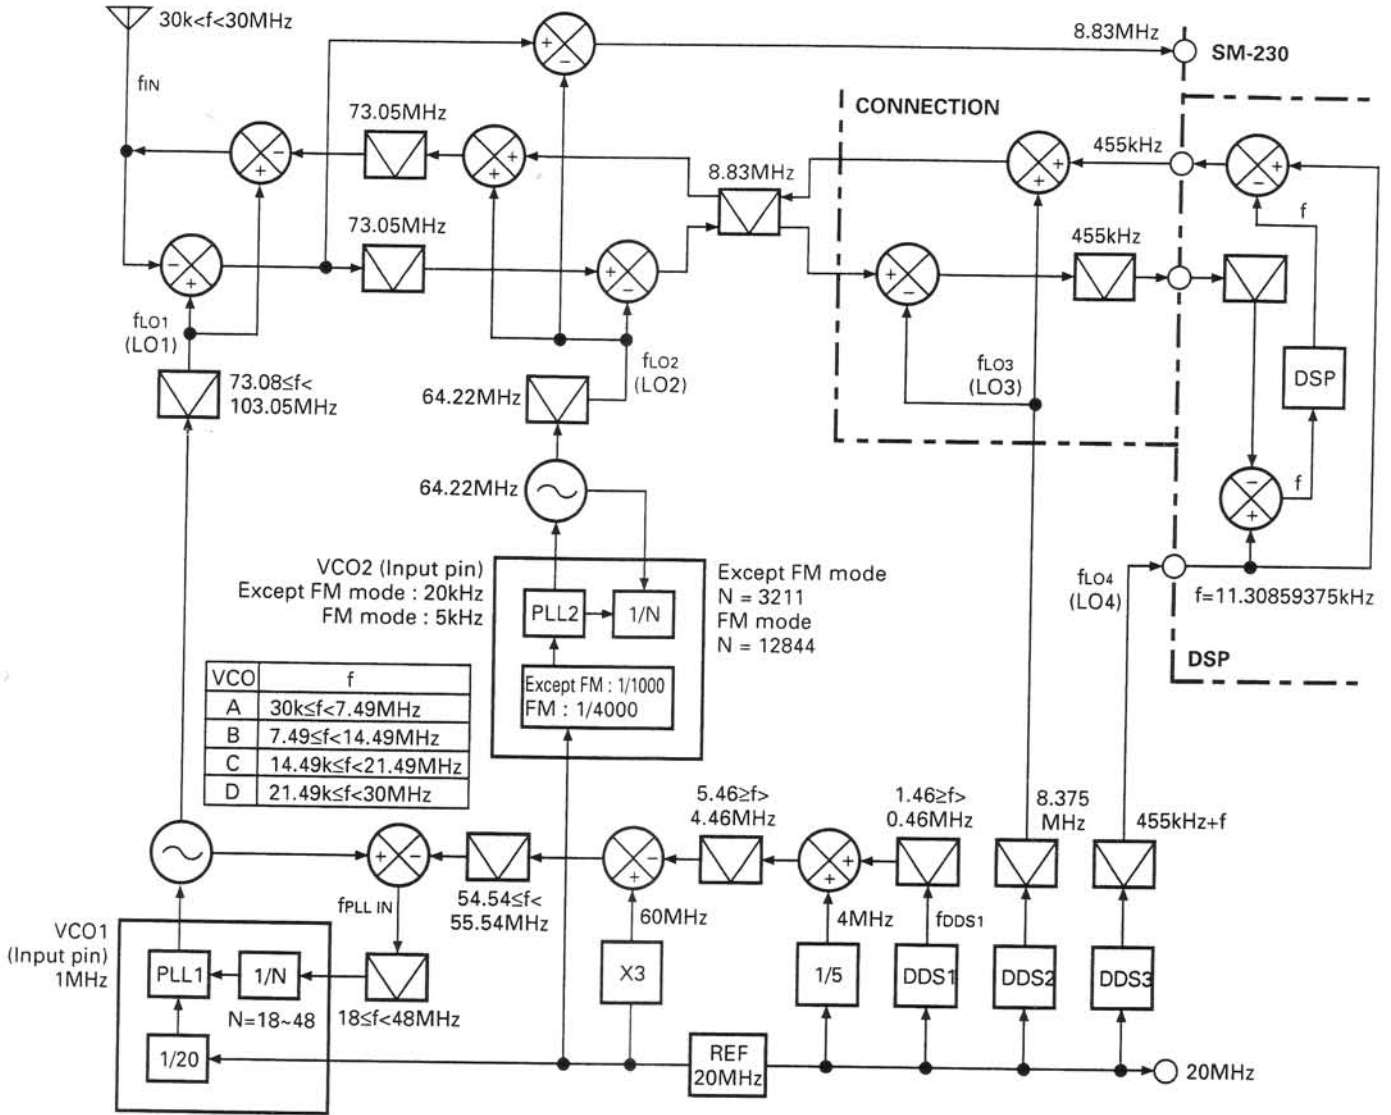 30k<f<30MHz
8.83MHz
SM-230
fIN
73.05MHz
CONNECTION
455kHz
8.83MHz
73.05MHz
455kHz
f
fLO1
(LO1)
fLO2
(LO2)
fLO3
(LO3)
DSP
73.08≤f<
103.05MHz
64.22MHz
64.22MHz
f
VCO2 (Input pin)
Except FM mode : 20kHz
FM mode : 5kHz
PLL2
1/N
Except FM mode
N = 3211
FM mode
N = 12844
fLO4
(LO4)
f=11.30859375kHz
DSP
Except FM : 1/1000
FM : 1/4000
VCO f
A 30k≤f<7.49MHz
B 7.49≤f<14.49MHz
C 14.49k≤f<21.49MHz
D 21.49k≤f<30MHz
5.46≥f>
4.46MHz
1.46≥f>
0.46MHz
8.375
MHz
455kHz+f
fPLL IN
54.54≤f<
55.54MHz
60MHz
4MHz
fDDS1
VCO1
(Input pin)
1MHz
PLL1
1/N
X3
1/5
DDS1
DDS2
DDS3
N=18~48
18≤f<48MHz
1/20
REF
20MHz
20MHz